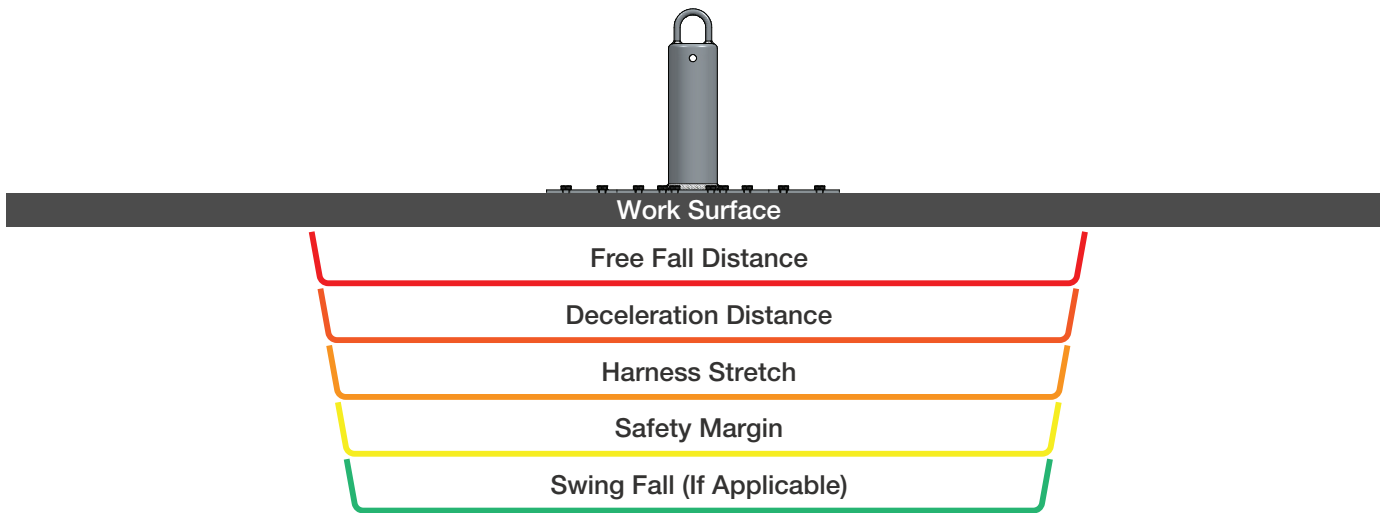 Work Surface
Free Fall Distance
Deceleration Distance
Harness Stretch
Safety Margin
Swing Fall (If Applicable)